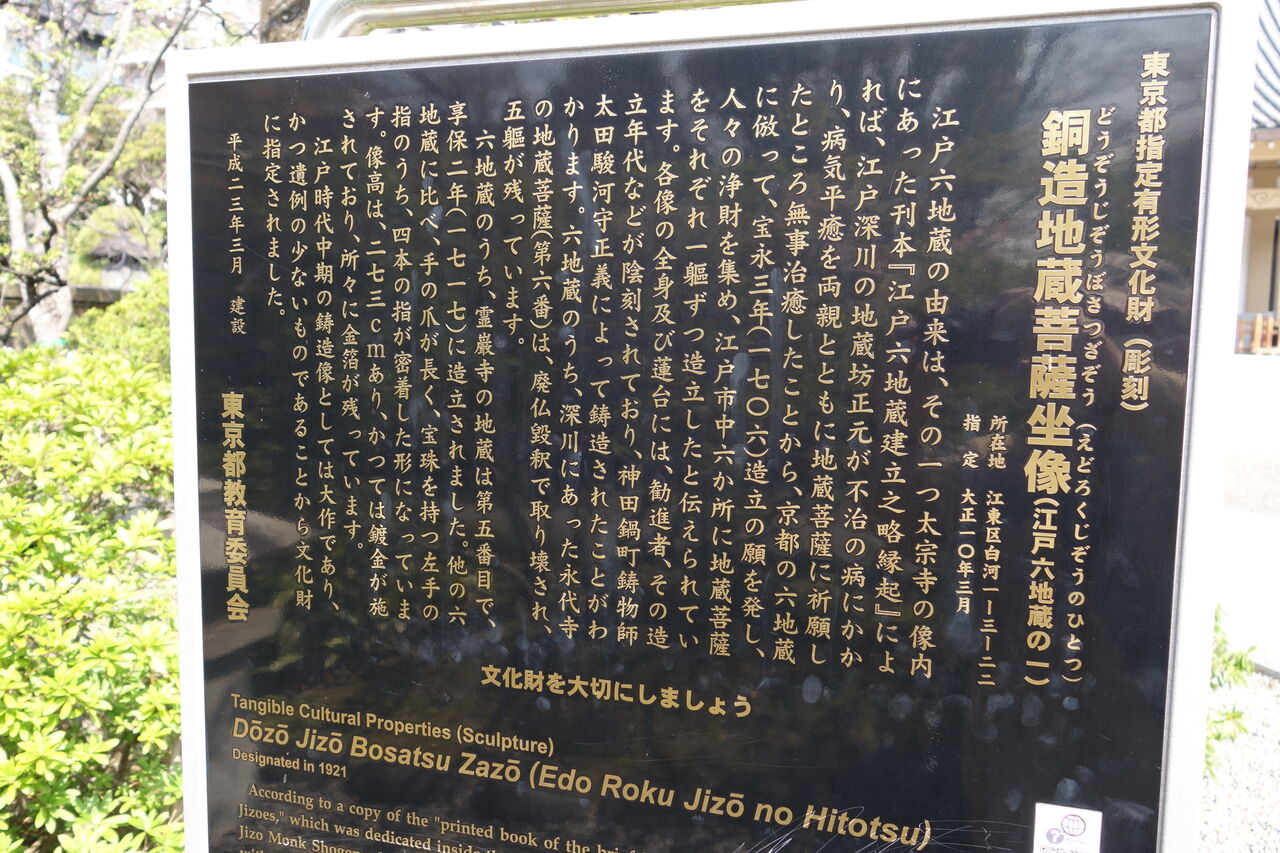 東京都指定有形文化財（彫刻）
どうぞうじぞうぼさつざぞう（えどろくじぞうのひとつ）
銅造地蔵菩薩坐像（江戸六地蔵の一）
所在地　江東区白河一ー三ー二二
指　定　大正一〇年三月
江戸六地蔵の由来は、その一つ太宗寺の像内
にあった刊本『江戸六地蔵建立之略縁起』によ
れば、江戸深川の地蔵坊正元が不治の病にかか
り、病気平癒を両親とともに地蔵菩薩に祈願し
たところ無事治癒したことから、京都の六地蔵
に倣って、宝永三年（一七〇六）造立の願を発し、
人々の浄財を集め、江戸市中六か所に地蔵菩薩
をそれぞれ一躯ずつ造立したと伝えられてい
ます。各像の全身及び蓮台には、勧進者、その造
立年代などが陰刻されており、神田鍋町鋳物師
太田駿河守正義によって鋳造されたことがわ
かります。六地蔵のうち、深川にあった永代寺
の地蔵菩薩（第六番）は、廃仏毀釈で取り壊され、
五躯が残っています。
六地蔵のうち、霊巌寺の地蔵は第五番目で、
享保二年（一七一七）に造立されました。他の六
地蔵に比べ、手の爪が長く、宝珠を持つ左手の
指のうち、四本の指が密着した形になっていま
す。像高は、二七三ｃｍあり、かつては鍍金が施
されており、所々に金箔が残っています。
江戸時代中期の鋳造像としては大作であり、
かつ遺例の少ないものであることから文化財
に指定されました。
平成二三年三月　建設
東京都教育委員会
文化財を大切にしましょう
Tangible Cultural Properties (Sculpture)
Dōzō Jizō Bosatsu Zazō (Edo Roku Jizō no Hitotsu)
Designated in 1921
According to a copy of the "printed book of the
Jizoes," which was dedicated inside
Jizo Monk